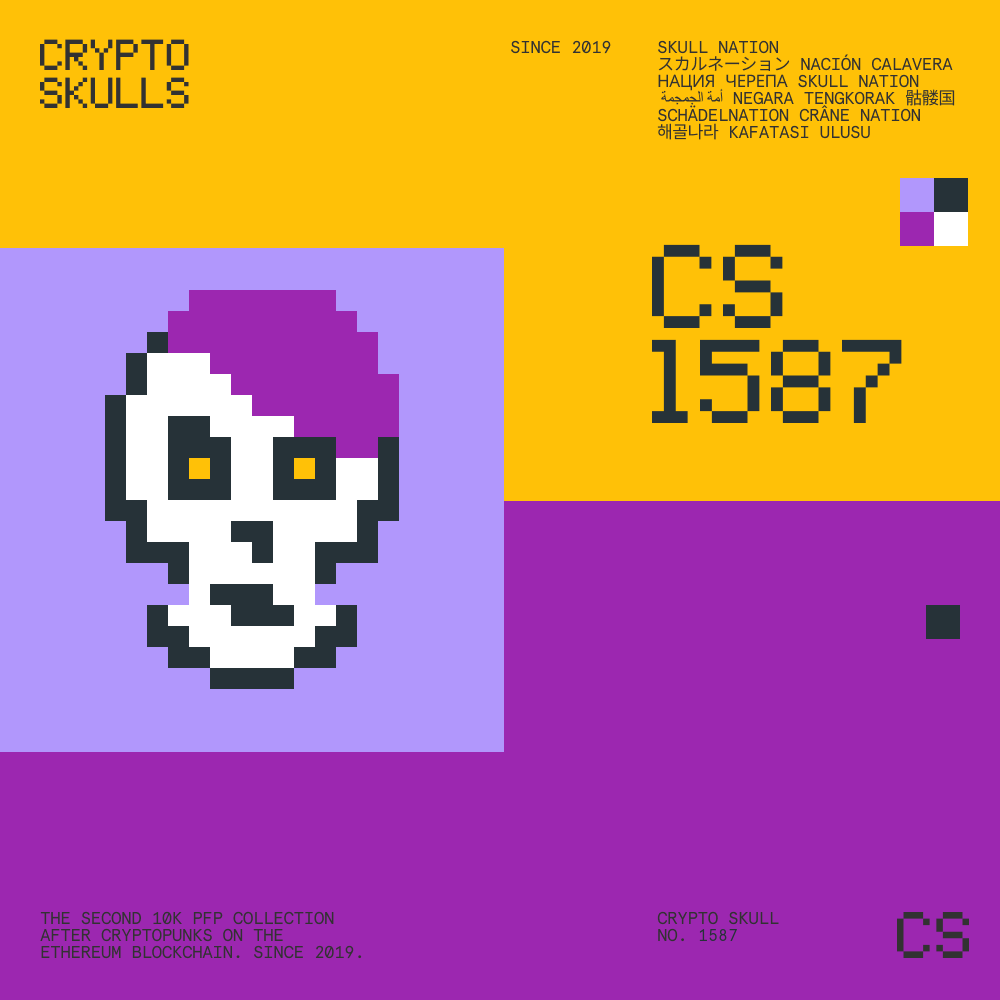 CRYPTO
SKULLS
SINCE 2019
SKULL NATION
スカルネーション NACIÓN CALAVERA
НАЦИЯ ЧЕРЕПА SKULL NATION
أمة الجمجمة NEGARA TENGKORAK 骷髅国
SCHÄDELNATION CRÂNE NATION
해골나라 KAFATASI ULUSU
CS
1587
THE SECOND 10K PFP COLLECTION
AFTER CRYPTOPUNKS ON THE
ETHEREUM BLOCKCHAIN. SINCE 2019.
CRYPTO SKULL
NO. 1587
CS